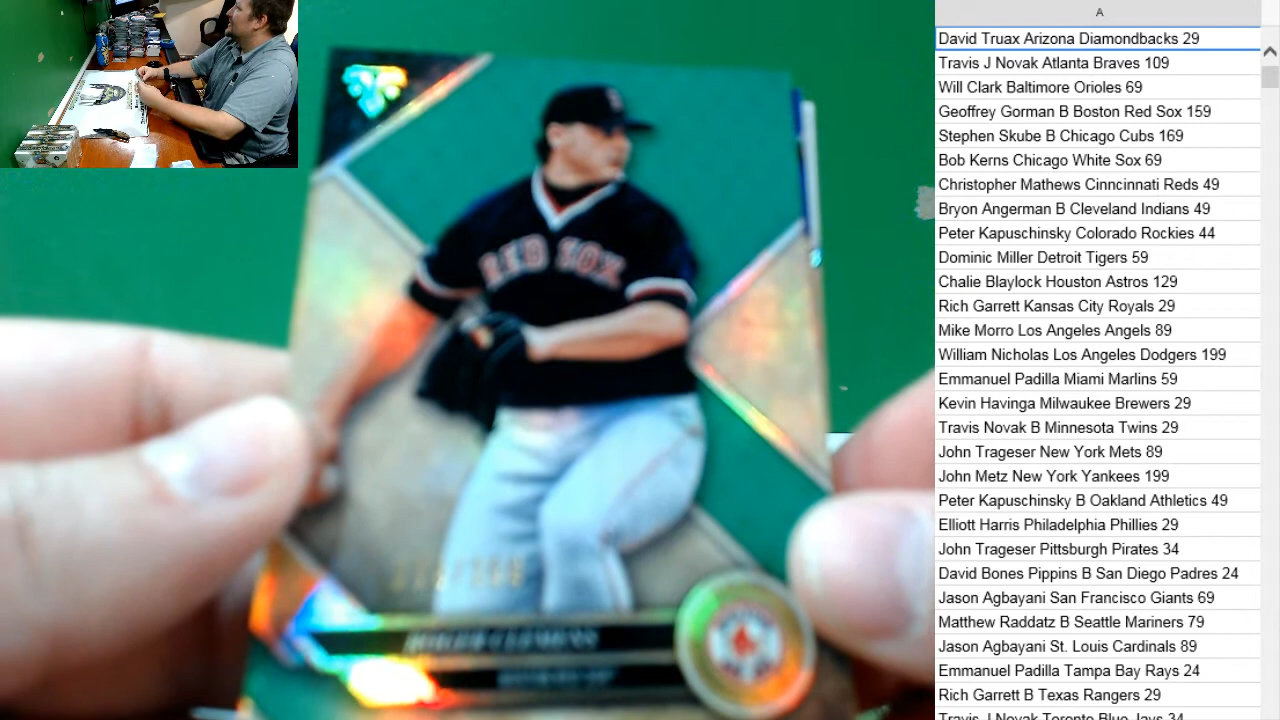 A
David Truax Arizona Diamondbacks 29
Travis J Novak Atlanta Braves 109
Will Clark Baltimore Orioles 69
Geoffrey Gorman B Boston Red Sox 159
Stephen Skube B Chicago Cubs 169
Bob Kerns Chicago White Sox 69
Christopher Mathews Cinncinnati Reds 49
Bryon Angerman B Cleveland Indians 49
Peter Kapuschinsky Colorado Rockies 44
Dominic Miller Detroit Tigers 59
Chalie Blaylock Houston Astros 129
Rich Garrett Kansas City Royals 29
Mike Morro Los Angeles Angels 89
William Nicholas Los Angeles Dodgers 199
Emmanuel Padilla Miami Marlins 59
Kevin Havinga Milwaukee Brewers 29
Travis Novak B Minnesota Twins 29
John Trageser New York Mets 89
John Metz New York Yankees 199
Peter Kapuschinsky B Oakland Athletics 49
Elliott Harris Philadelphia Phillies 29
John Trageser Pittsburgh Pirates 34
David Bones Pippins B San Diego Padres 24
Jason Agbayani San Francisco Giants 69
Matthew Raddatz B Seattle Mariners 79
Jason Agbayani St. Louis Cardinals 89
Emmanuel Padilla Tampa Bay Rays 24
Rich Garrett B Texas Rangers 29
Travis J Novak Toronto Blue Jays 34
RED SOX
ROGER CLEMENS